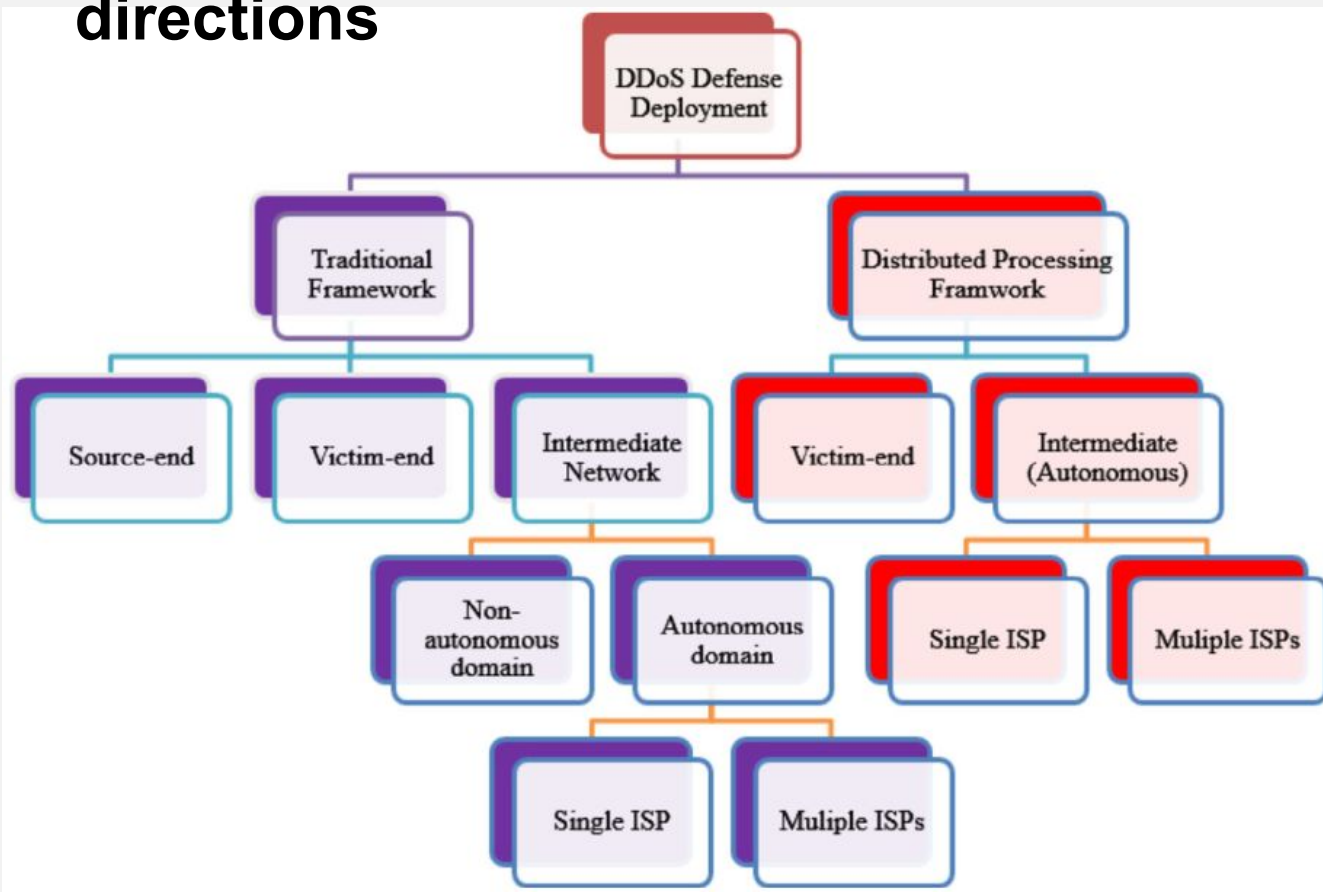 directions
DDoS Defense
Deployment
Traditional
Framework
Distributed Processing
Framwork
Source-end
Victim-end
Intermediate
Network
Victim-end
Intermediate
(Autonomous)
Non-
autonomous
domain
Autonomous
domain
Single ISP
Muliple ISPs
Single ISP
Muliple ISPs